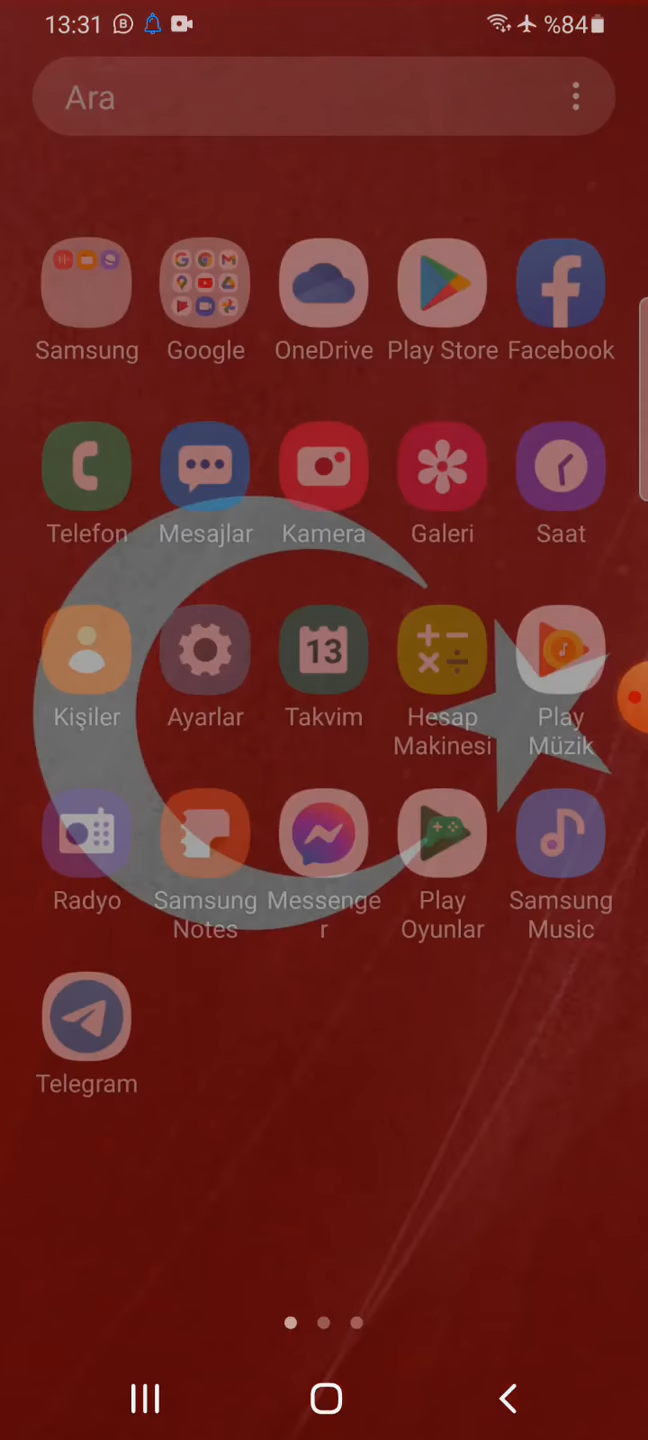 13:31 %84
Ara
Samsung Google OneDrive Play Store Facebook
Telefon Mesajlar Kamera Galeri Saat
13
Kişiler Ayarlar Takvim Hesap Makinesi Play Müzik
Radyo Samsung Notes Messenge
r Play Oyunlar Samsung Music
Telegram